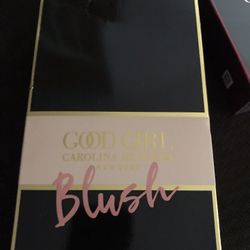 GOOD GIRL
CAROLINA HERRERA
NEW YORK
Blush